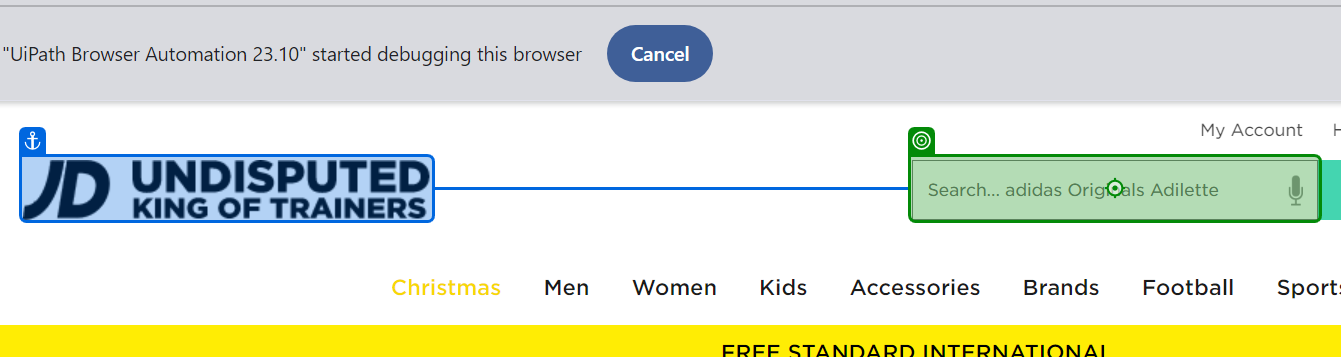 "UiPath Browser Automation 23.10" started debugging this browser
Cancel
My Account
JD UNDISPUTED
KING OF TRAINERS
Search... adidas Originals Adilette
Christmas Men Women Kids Accessories Brands Football Sports
FREE STANDARD INTERNATIONAL